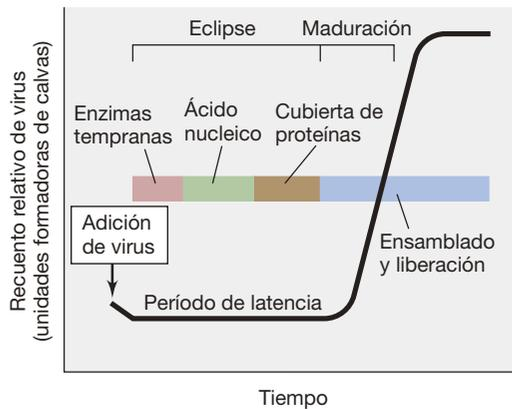 Eclipse
Maduración
Enzimas
tempranas
Ácido
nucleico
Cubierta de
proteínas
Adición
de virus
Ensamblado
y liberación
Período de latencia
Recuento relativo de virus
(unidades formadoras de calvas)
Tiempo